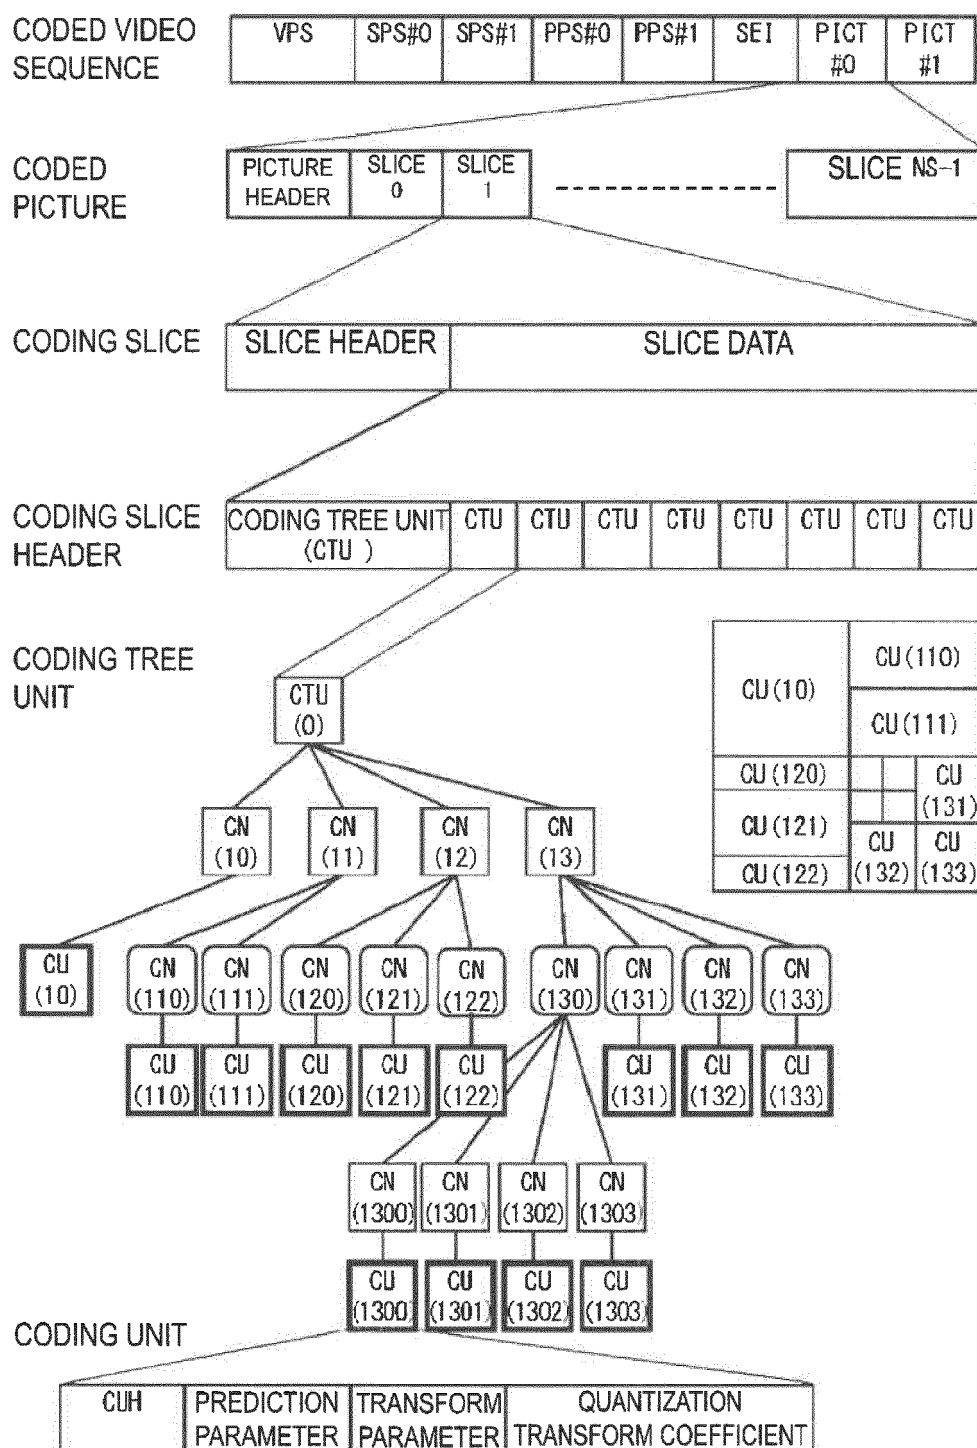 CODED VIDEO
SEQUENCE
VPS SPS#0 SPS#1 PPS#0 PPS#1 SEI PICT PICT
#0 #1
CODED
PICTURE
PICTURE SLICE SLICE SLICE NS-1
HEADER 0 1
CODING SLICE
SLICE HEADER SLICE DATA
CODING SLICE
HEADER
CODING TREE UNIT CTU CTU CTU CTU CTU CTU CTU CTU
(CTU )
CODING TREE
UNIT
CTU
(0)
CU(10) CU(110)
CU(111)
CU(120) CU
(131)
CU(121)
CU CU
CU(122) (132) (133)
CN CN CN CN
(10) (11) (12) (13)
CU CN CN CN CN CN CN CN CN CN
(10) (110) (111) (120) (121) (122) (130) (131) (132) (133)
CU CU CU CU CU CU CU CU
(110) (111) (120) (121) (122) (131) (132) (133)
CN CN CN CN
(1300) (1301) (1302) (1303)
CU CU CU CU
(1300) (1301) (1302) (1303)
CODING UNIT
CUH PREDICTION TRANSFORM QUANTIZATION
PARAMETER PARAMETER TRANSFORM COEFFICIENT